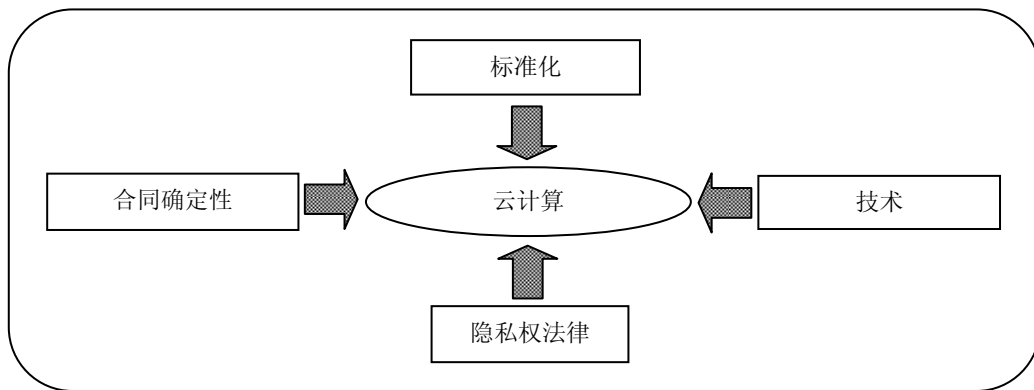 标准化
合同确定性
云计算
技术
隐私权法律